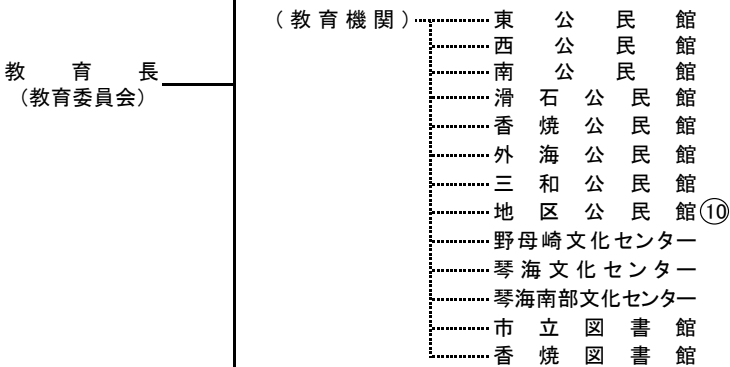 (教育機関)
東公民館
西公民館
教育長
南公民館
(教育委員会)
滑石公民館
香焼公民館
外海公民館
三和公民館
地区公民館⑩
野母崎文化センター
琴海文化センター
琴海南部文化センター
市立図書館
香焼図書館